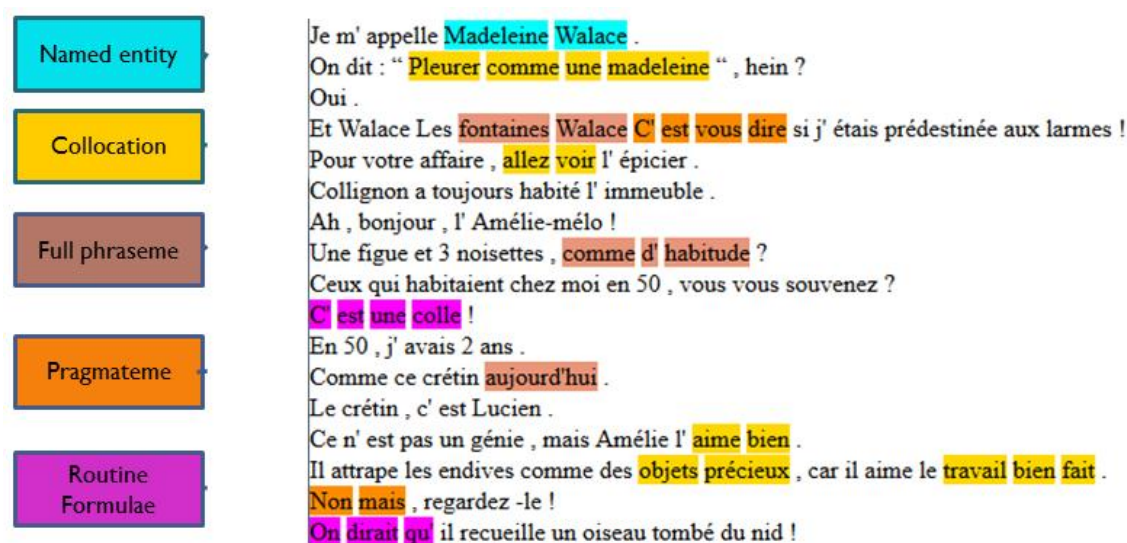 Named entity
Collocation
Full phraseme
Pragmateme
Routine
Formulae
Je m' appelle Madeleine Walace .
On dit : “ Pleurer comme une madeleine “ , hein ?
Oui .
Et Walace Les fontaines Walace C' est vous dire si j' étais prédestinée aux larmes !
Pour votre affaire , allez voir l' épicier .
Collignon a toujours habité l' immeuble .
Ah , bonjour , l' Amélie-mélo !
Une figue et 3 noisettes , comme d' habitude ?
Ceux qui habitaient chez moi en 50 , vous vous souvenez ?
C' est une colle !
En 50 , j' avais 2 ans .
Comme ce crétin aujourd'hui .
Le crétin , c' est Lucien .
Ce n' est pas un génie , mais Amélie l' aime bien .
Il attrape les endives comme des objets précieux , car il aime le travail bien fait .
Non mais , regardez -le !
On dirait qu' il recueille un oiseau tombé du nid !